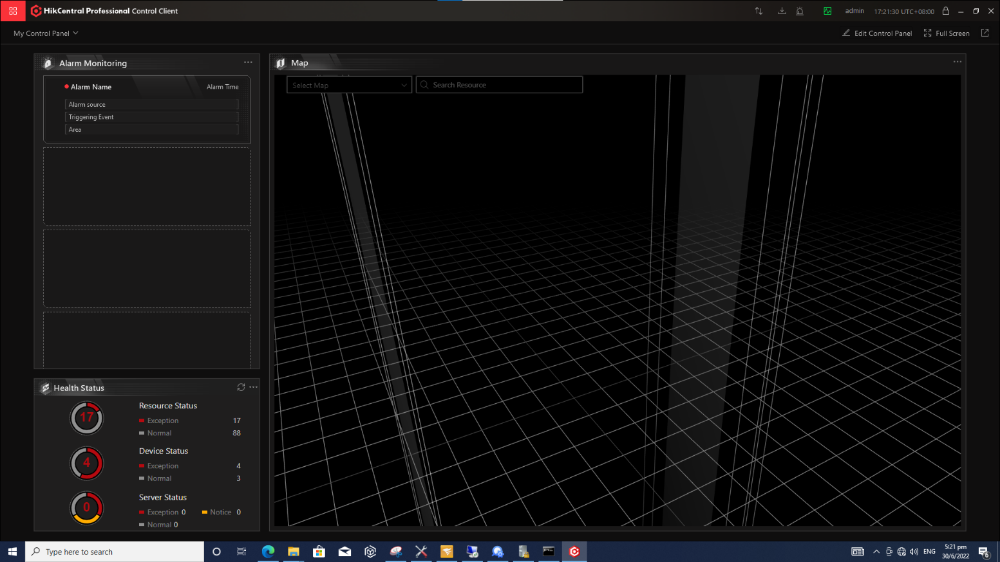 HikCentral Professional Control Client
admin
17:21:30 UTC+08:00
My Control Panel
Edit Control Panel
Full Screen
Alarm Monitoring
Alarm Name
Alarm Time
Alarm source
Triggering Event
Area
Map
Select Map
Search Resource
Health Status
17
Resource Status
Exception 17
Normal 88
4
Device Status
Exception 4
Normal 3
0
Server Status
Exception 0 Notice 0
Normal 0
Type here to search
ENG
5:21 pm
30/6/2022
6